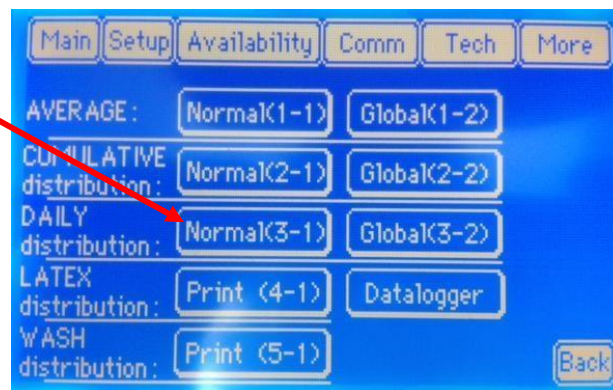 Main Setup Availability Comm Tech More
AVERAGE: Normal(1-1) Global(1-2)
CUMULATIVE
distribution: Normal(2-1) Global(2-2)
DAILY
distribution: Normal(3-1) Global(3-2)
LATEX
distribution: Print (4-1) Datalogger
WASH
distribution: Print (5-1)
Back